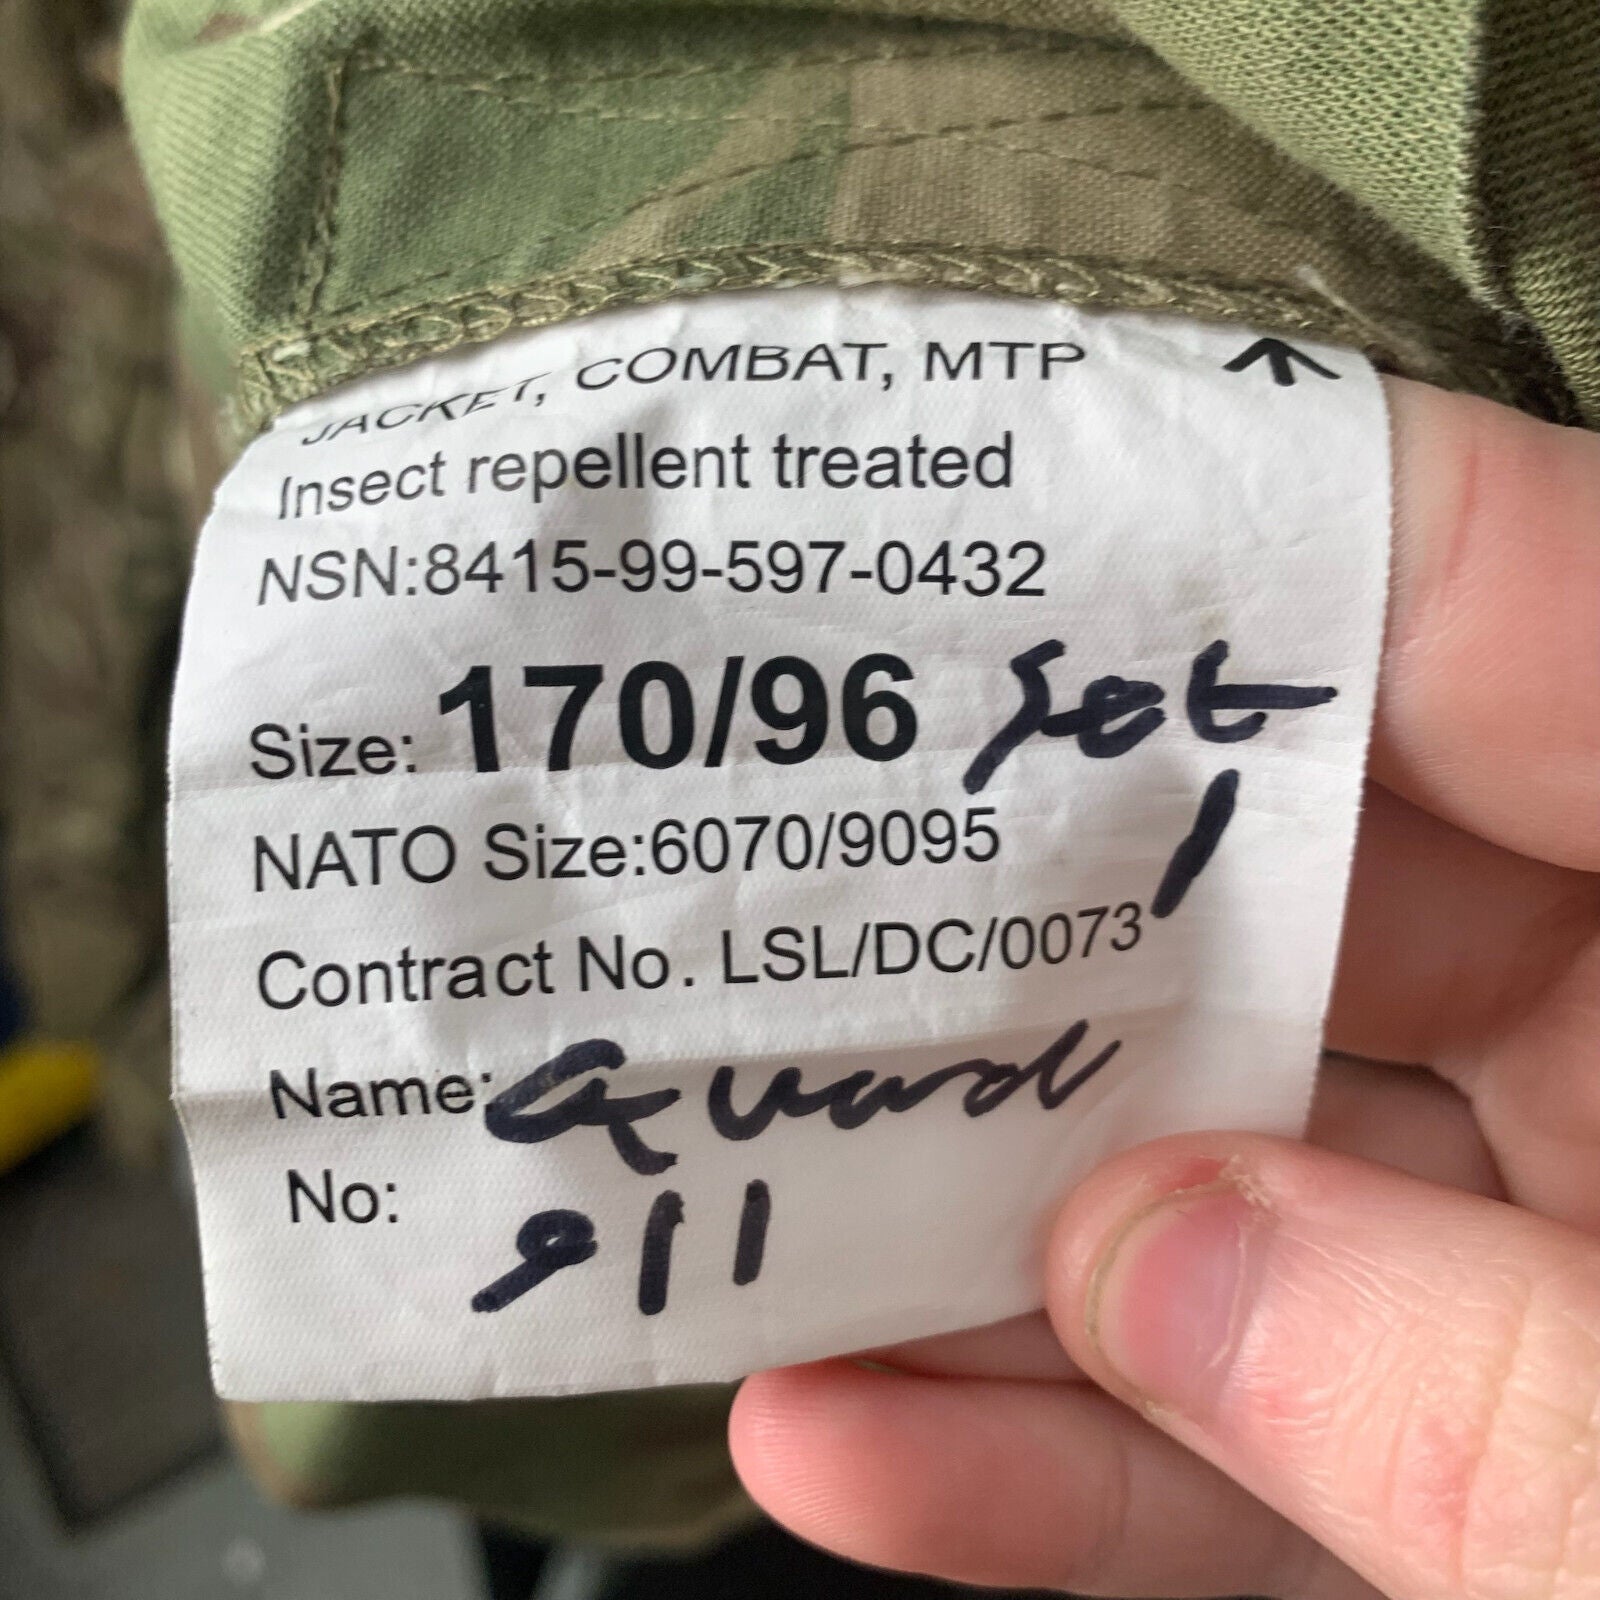 JACKET, COMBAT, MTP
Insect repellent treated
NSN:8415-99-597-0432
Size: 170/96 Set
NATO Size:6070/9095 1
Contract No. LSL/DC/0073
Name:
No: 911